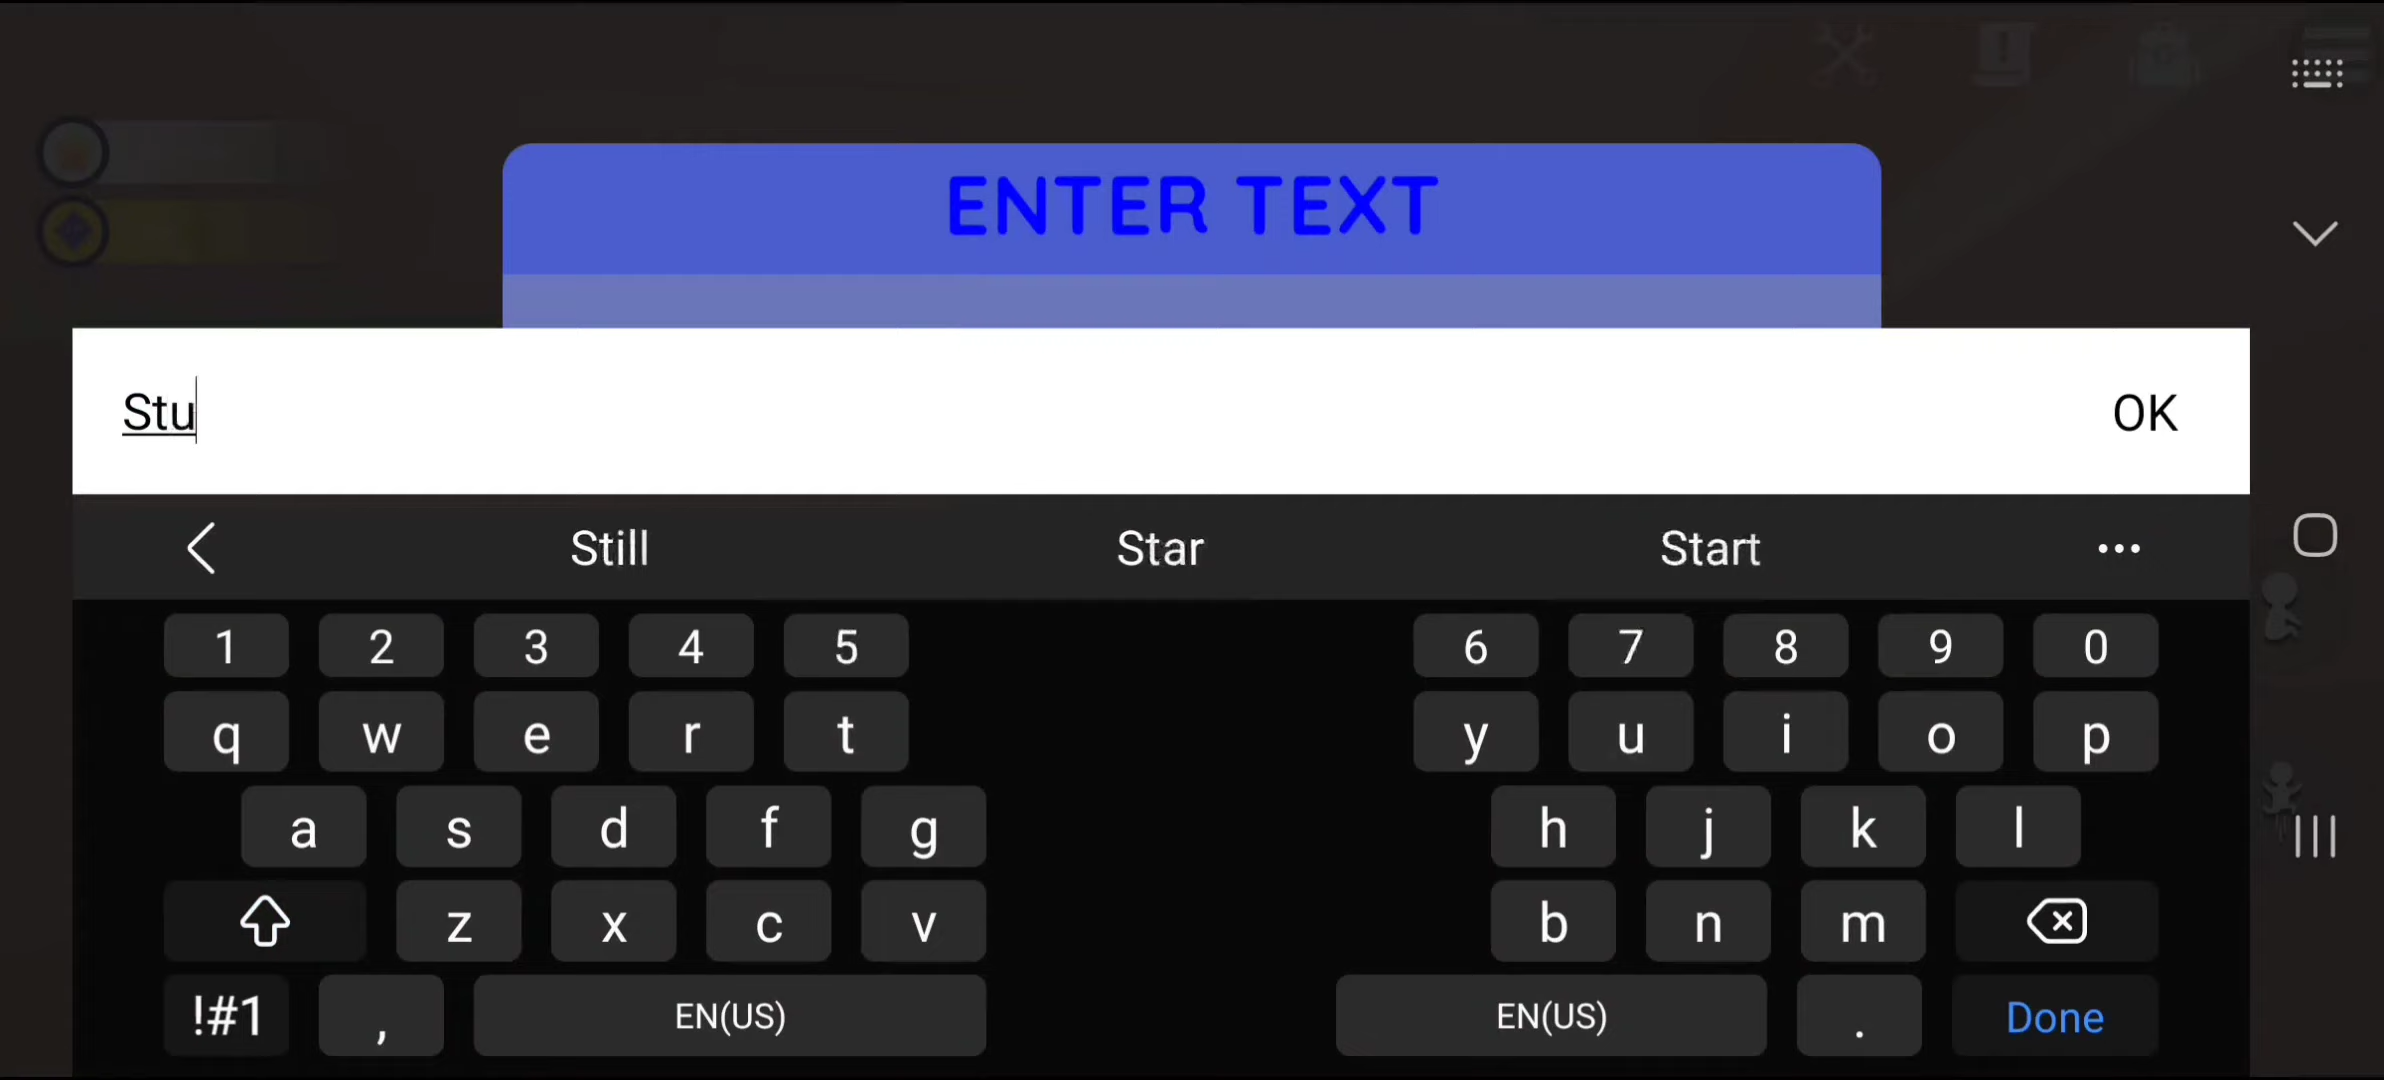 ENTER TEXT
Stu
OK
Still Star Start
1 2 3 4 5 6 7 8 9 0
q w e r t y u i o p
a s d f g h j k l
z x c v b n m
!#1 , EN(US) EN(US) . Done